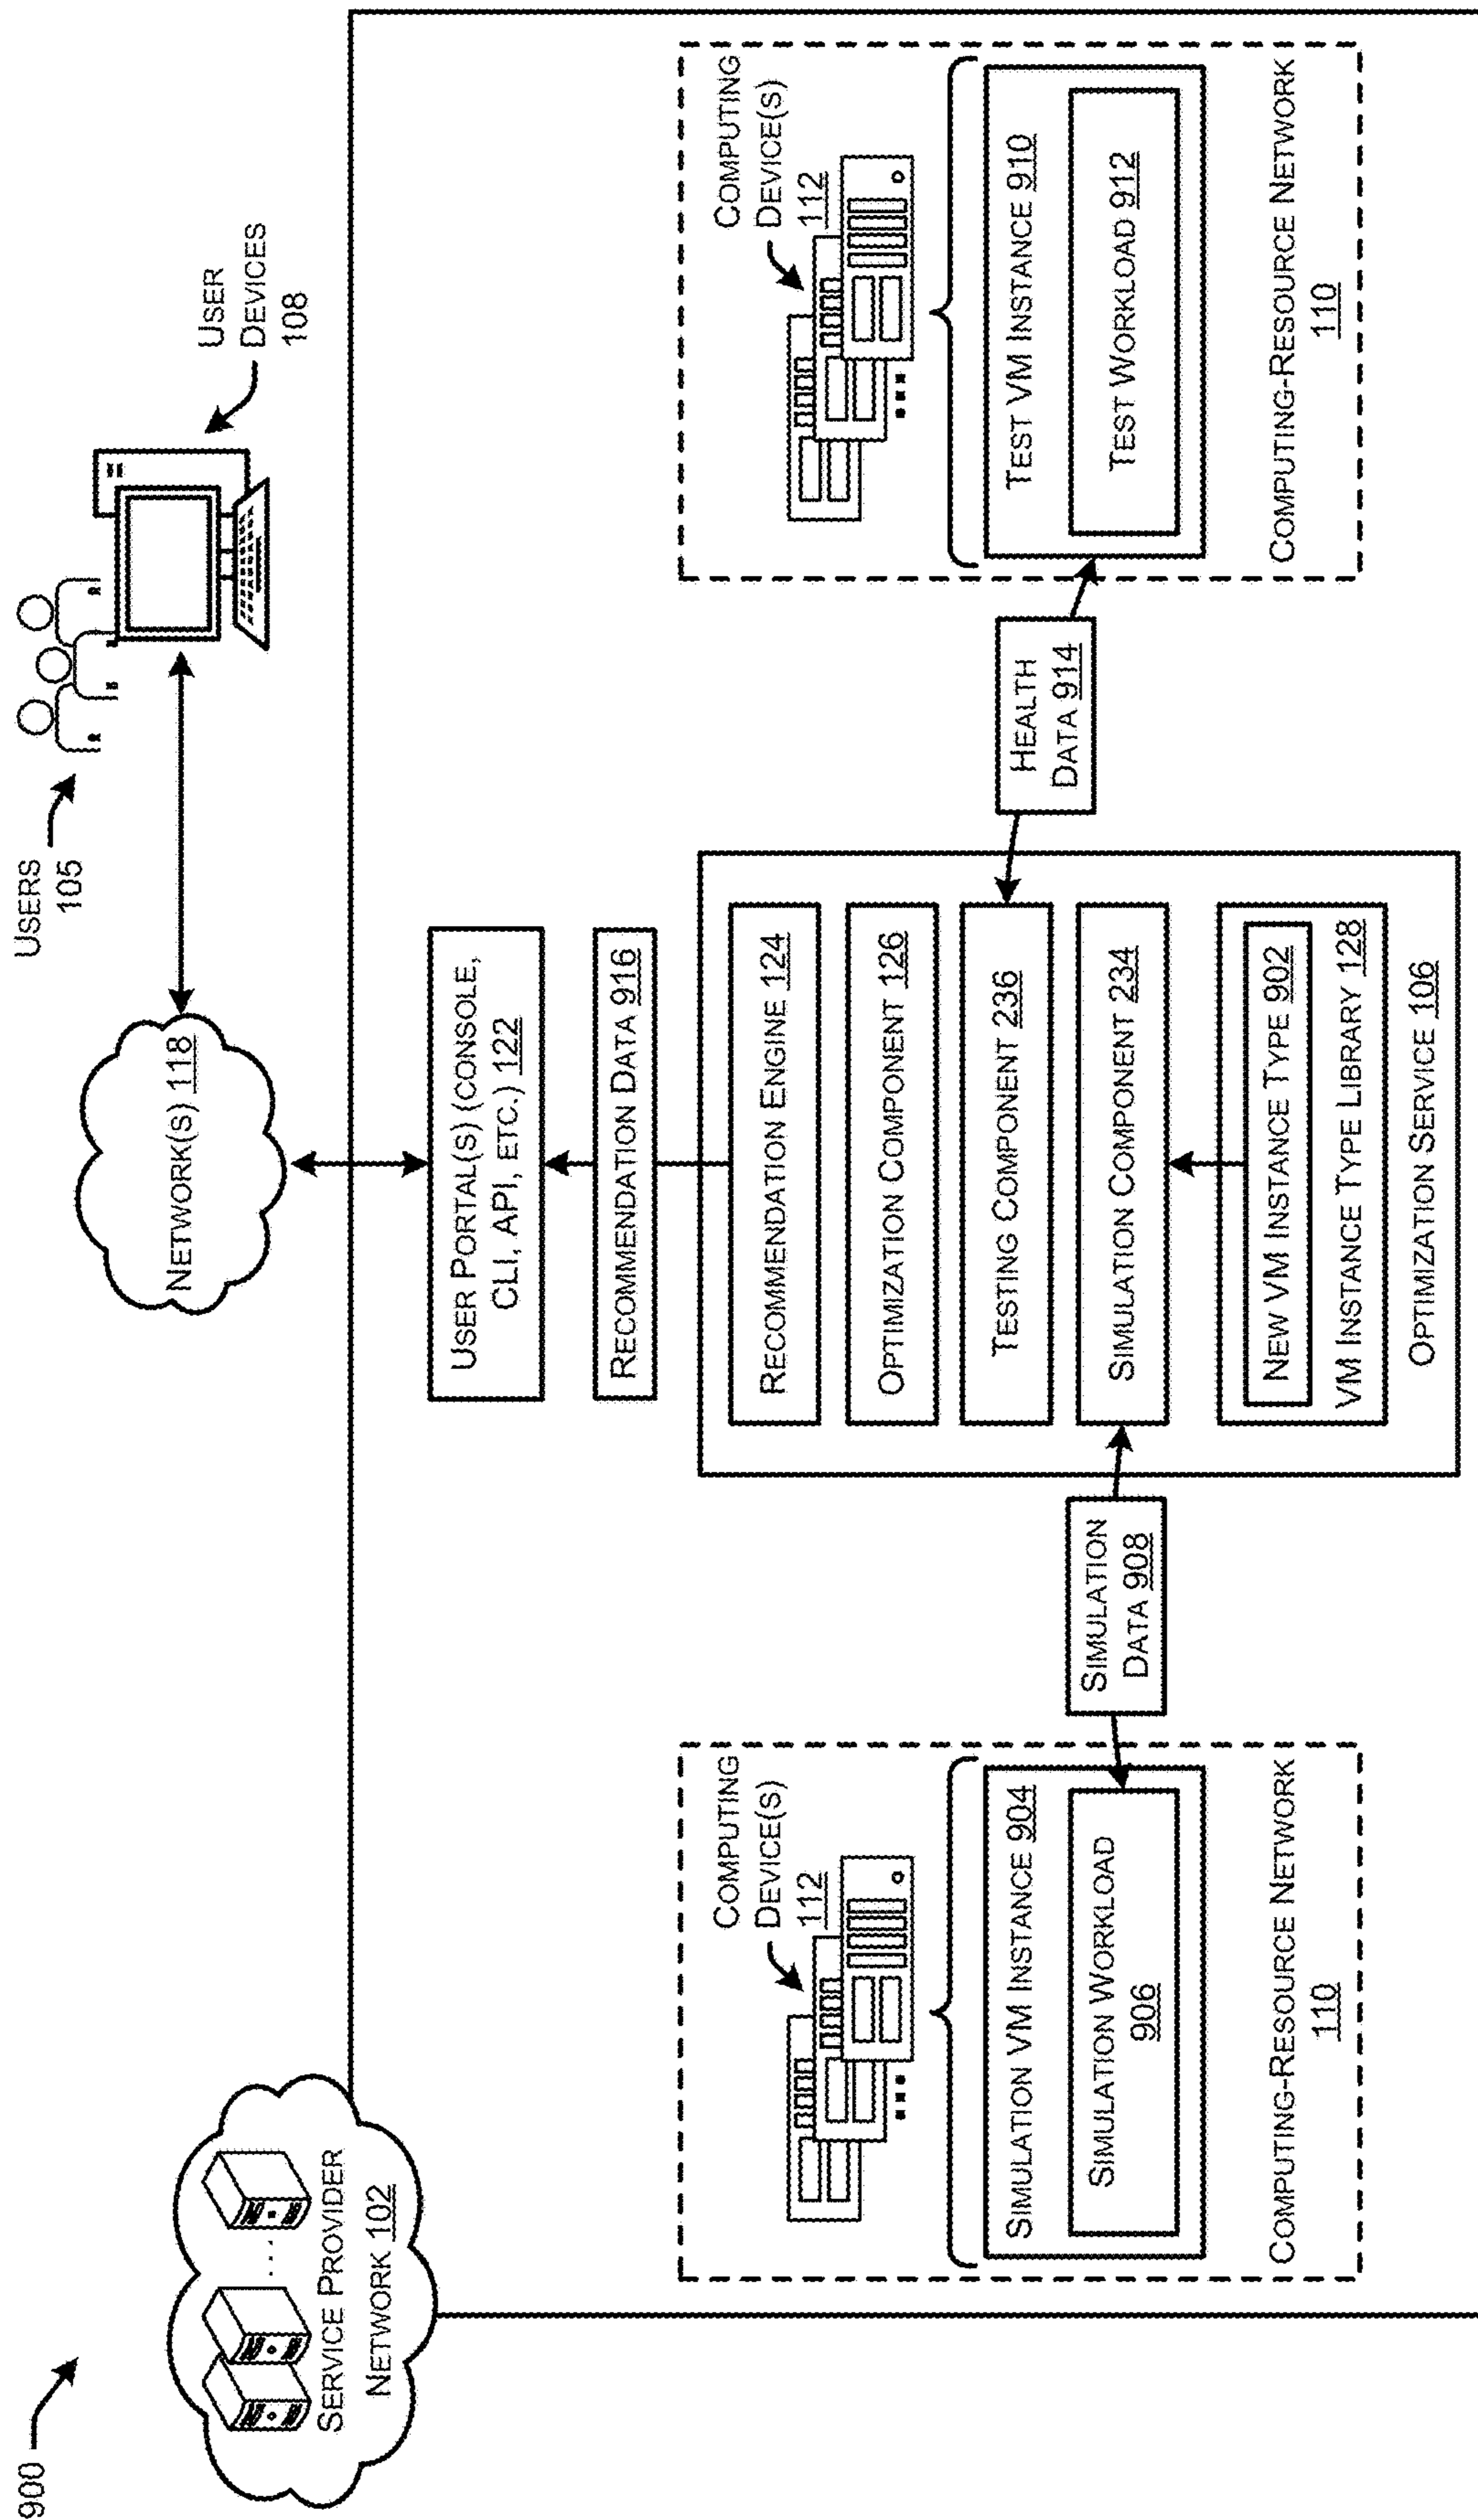 900
SERVICE PROVIDER
NETWORK 102
NETWORK(S) 118
USERS
105
USER
DEVICES
108
USER PORTAL(S) (CONSOLE,
CLI, API, ETC.) 122
RECOMMENDATION DATA 916
COMPUTING
DEVICE(S)
112
SIMULATION VM INSTANCE 904
SIMULATION WORKLOAD
906
COMPUTING-RESOURCE NETWORK
110
SIMULATION
DATA 908
RECOMMENDATION ENGINE 124
OPTIMIZATION COMPONENT 126
TESTING COMPONENT 236
SIMULATION COMPONENT 234
NEW VM INSTANCE TYPE 902
VM INSTANCE TYPE LIBRARY 128
OPTIMIZATION SERVICE 106
HEALTH
DATA 914
COMPUTING
DEVICE(S)
112
TEST VM INSTANCE 910
TEST WORKLOAD 912
COMPUTING-RESOURCE NETWORK
110